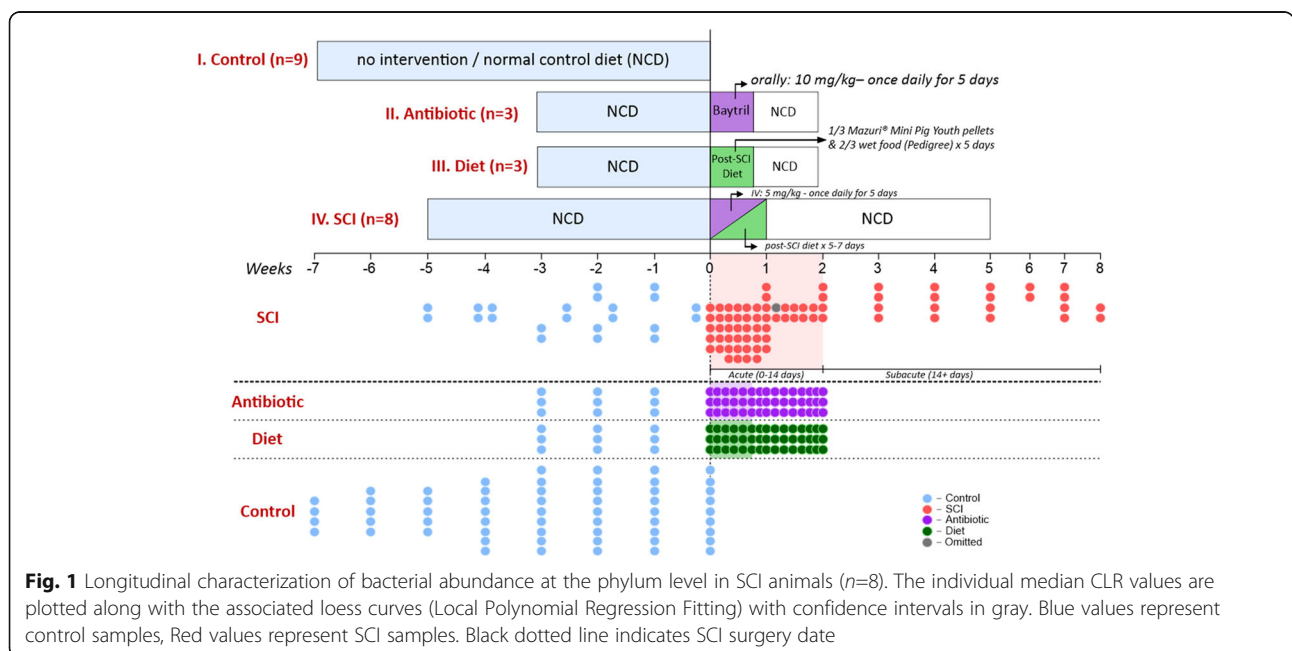 I. Control (n=9)
no intervention / normal control diet (NCD)
orally: 10 mg/kg– once daily for 5 days
II. Antibiotic (n=3)
NCD
Baytril
NCD
1/3 Mazuri® Mini Pig Youth pellets
& 2/3 wet food (Pedigree) x 5 days
III. Diet (n=3)
NCD
Post-SCI
Diet
NCD
IV: 5 mg/kg - once daily for 5 days
IV. SCI (n=8)
NCD
NCD
post-SCI diet x 5-7 days
Weeks -7 -6 -5 -4 -3 -2 -1 0 1 2 3 4 5 6 7 8
SCI
Acute (0-14 days)
Subacute (14+ days)
Antibiotic
Diet
Control
– Control
– SCI
– Antibiotic
– Diet
– Omitted
Fig. 1 Longitudinal characterization of bacterial abundance at the phylum level in SCI animals (n=8). The individual median CLR values are
plotted along with the associated loess curves (Local Polynomial Regression Fitting) with confidence intervals in gray. Blue values represent
control samples, Red values represent SCI samples. Black dotted line indicates SCI surgery date